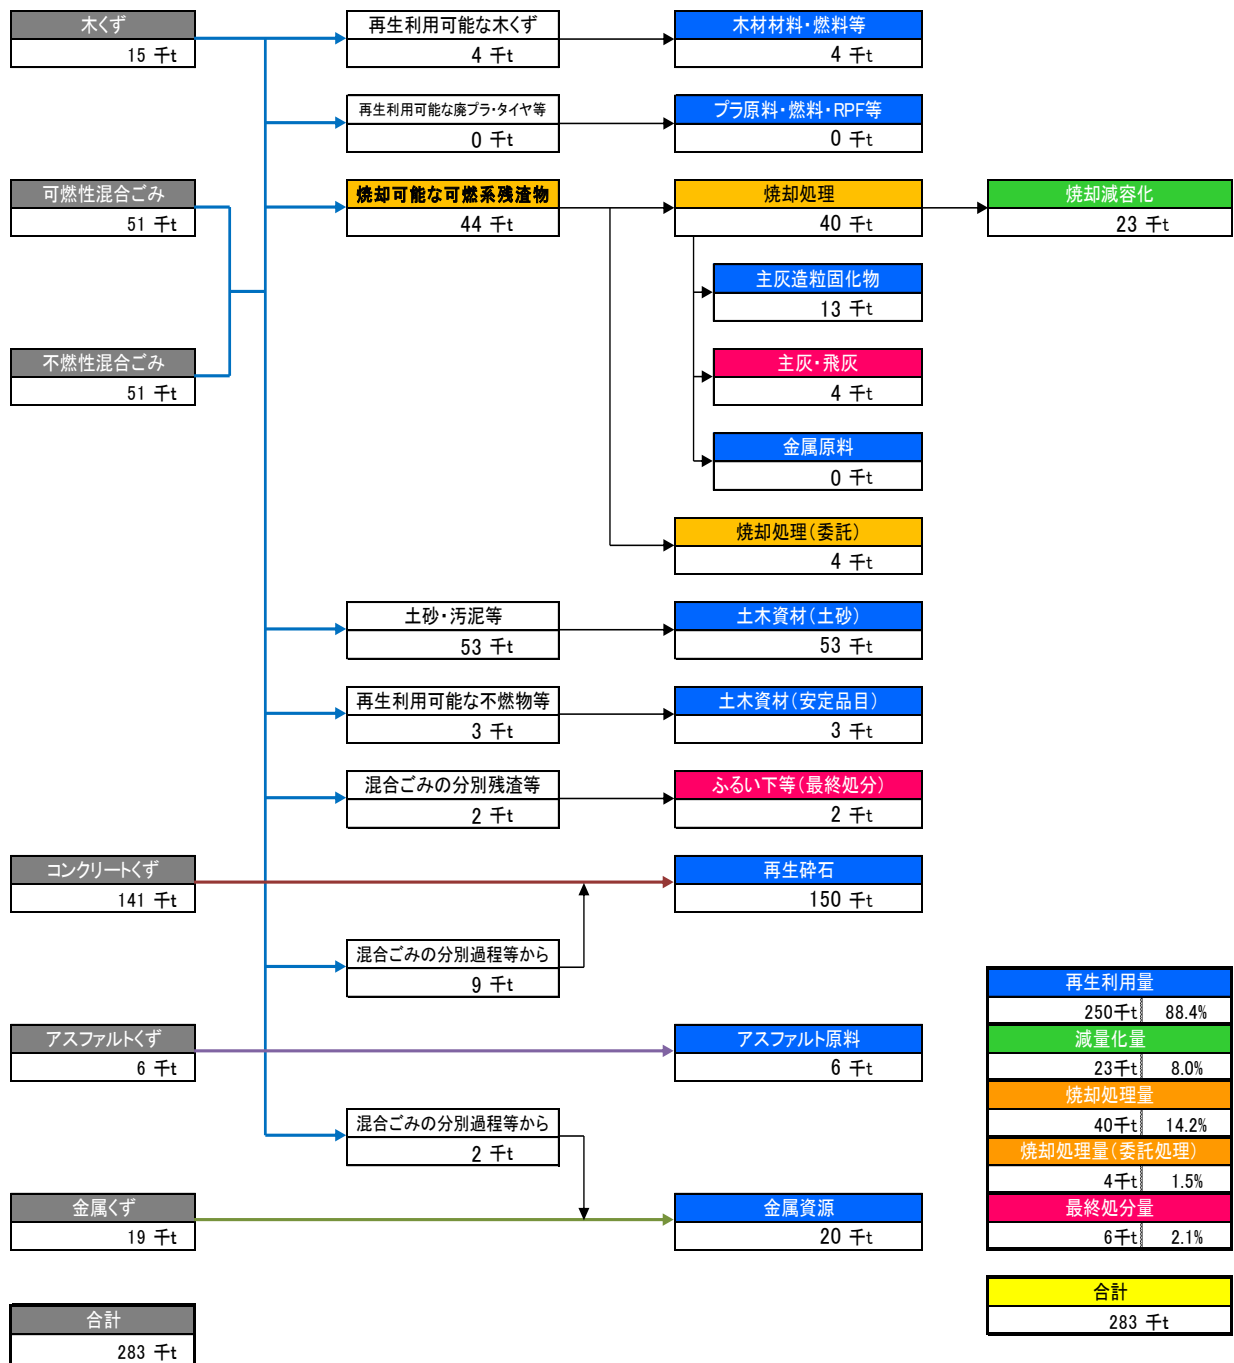 木くず
15 千t
再生利用可能な木くず
4 千t
木材材料・燃料等
4 千t
再生利用可能な廃プラ・タイヤ等
0 千t
プラ原料・燃料・RPF等
0 千t
可燃性混合ごみ
51 千t
焼却可能な可燃系残渣物
44 千t
焼却処理
40 千t
焼却減容化
23 千t
主灰造粒固化物
13 千t
不燃性混合ごみ
51 千t
主灰・飛灰
4 千t
金属原料
0 千t
焼却処理(委託)
4 千t
土砂・汚泥等
53 千t
土木資材(土砂)
53 千t
再生利用可能な不燃物等
3 千t
土木資材(安定品目)
3 千t
混合ごみの分別残渣等
2 千t
ふるい下等(最終処分)
2 千t
コンクリートくず
141 千t
再生砕石
150 千t
混合ごみの分別過程等から
9 千t
アスファルトくず
6 千t
アスファルト原料
6 千t
混合ごみの分別過程等から
2 千t
金属くず
19 千t
金属資源
20 千t
合計
283 千t
再生利用量
250千t 88.4%
減量化量
23千t 8.0%
焼却処理量
40千t 14.2%
焼却処理量(委託処理)
4千t 1.5%
最終処分量
6千t 2.1%
合計
283 千t